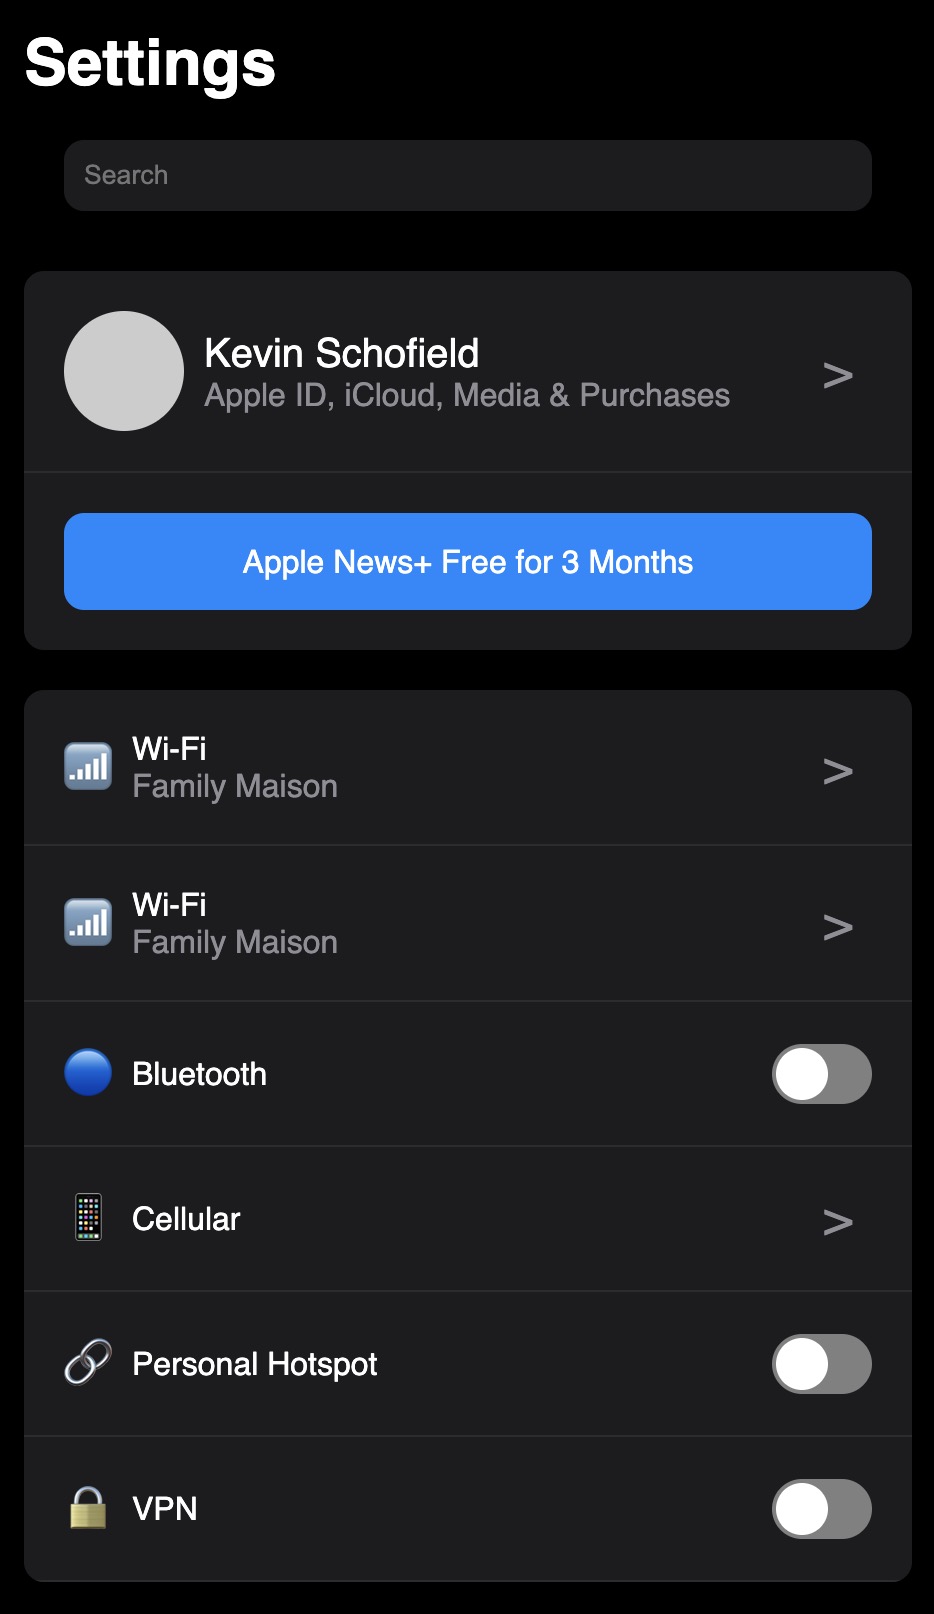 Settings
Search
Kevin Schofield
Apple ID, iCloud, Media & Purchases
>
Apple News+ Free for 3 Months
Wi-Fi
Family Maison
>
Wi-Fi
Family Maison
>
Bluetooth
Cellular
>
Personal Hotspot
VPN